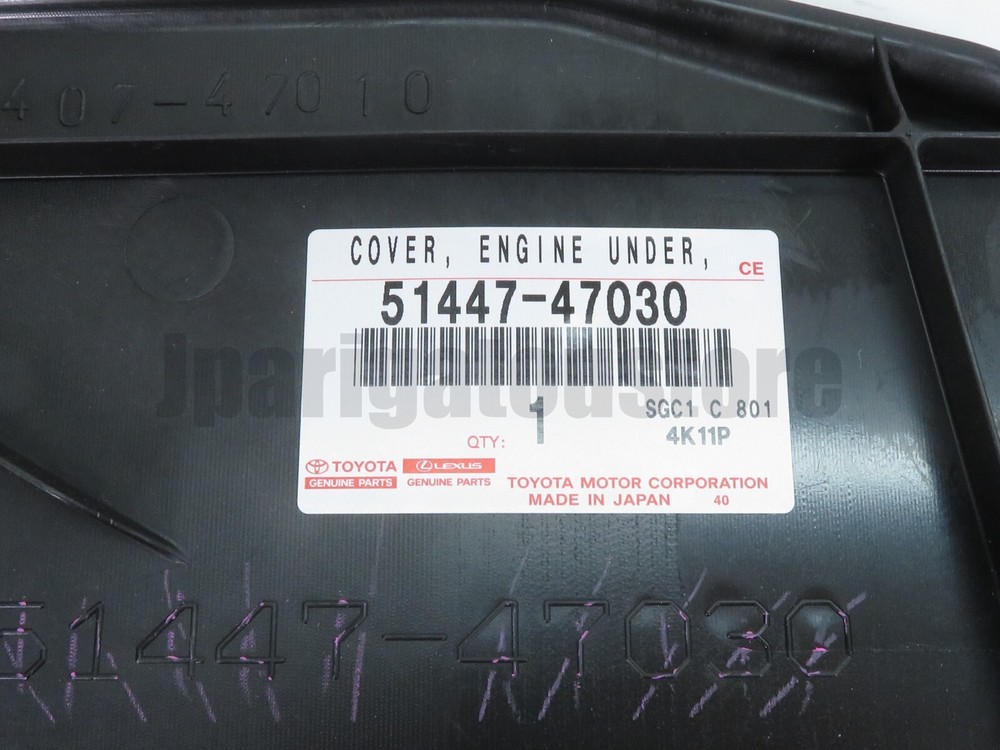 407-47010
COVER, ENGINE UNDER,
CE
51447-47030
Jparigatoustore
QTY: 1
SGC1 C 801
4K11P
TOYOTA
GENUINE PARTS
LEXUS
GENUINE PARTS
TOYOTA MOTOR CORPORATION
MADE IN JAPAN 40
51447-47030